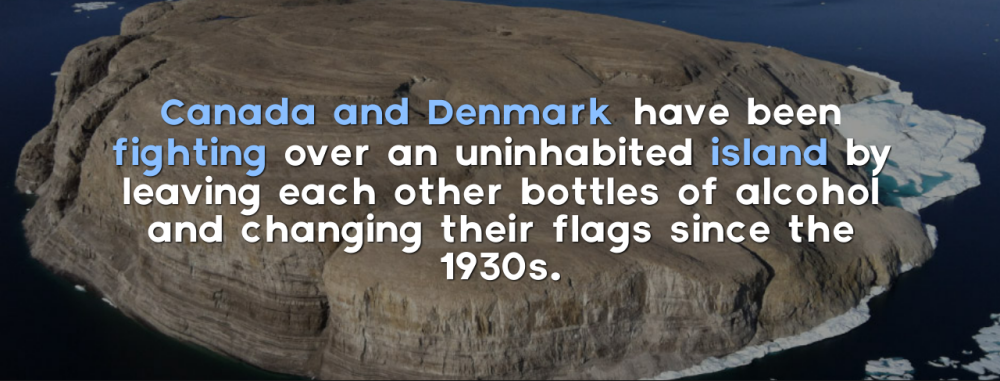 Canada and Denmark have been
fighting over an uninhabited island by
leaving each other bottles of alcohol
and changing their flags since the
1930s.